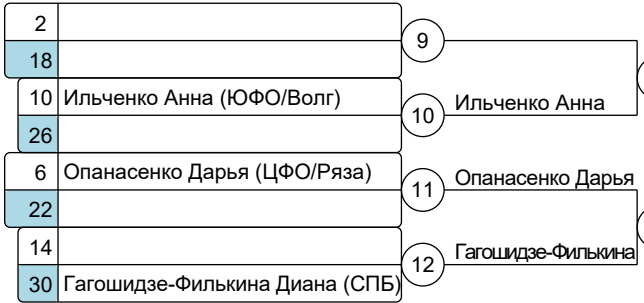 2
18
9
10 Ильченко Анна (ЮФО/Волг)
26
10
Ильченко Анна
6 Опанасенко Дарья (ЦФО/Ряза)
22
11
Опанасенко Дарья
14
30 Гагошидзе-Филькина Диана (СПБ)
12
Гагошидзе-Филькина